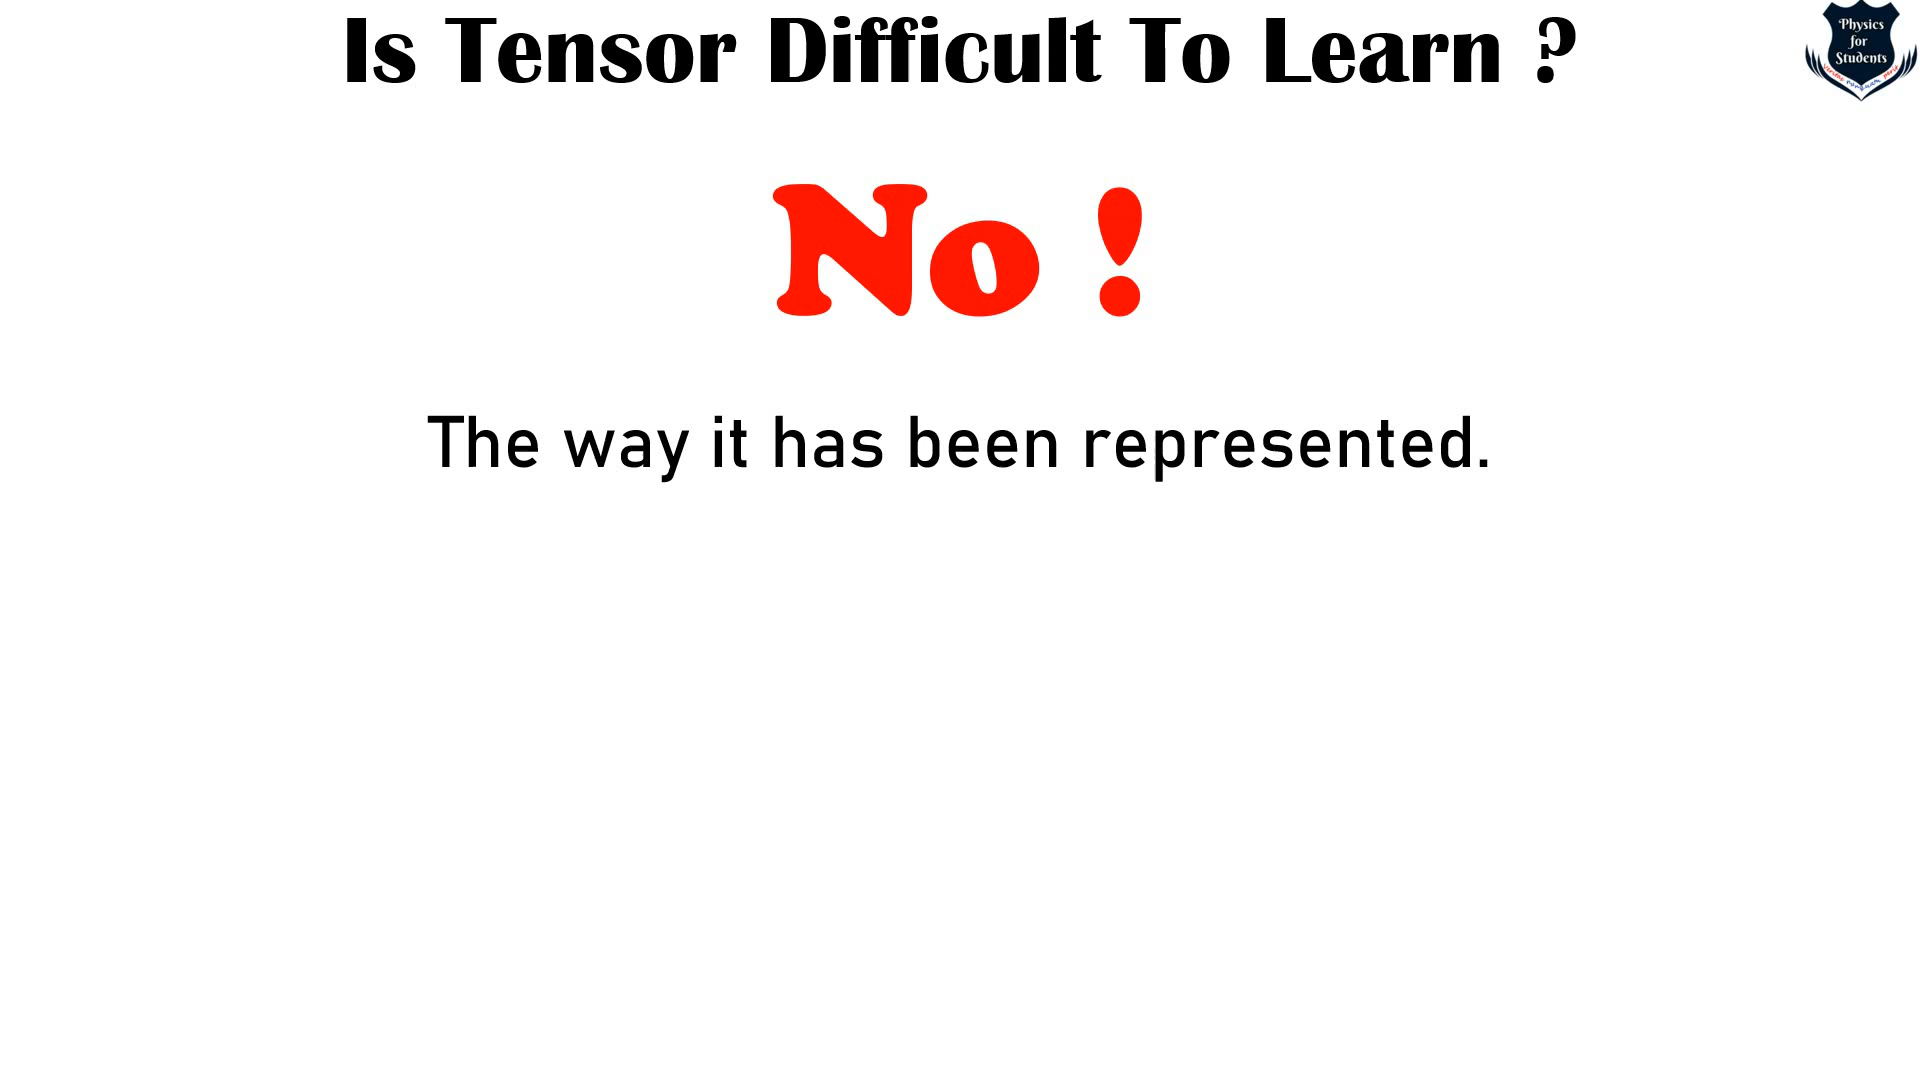 Is Tensor Difficult To Learn ?
Physics
for
Students
No !
The way it has been represented.